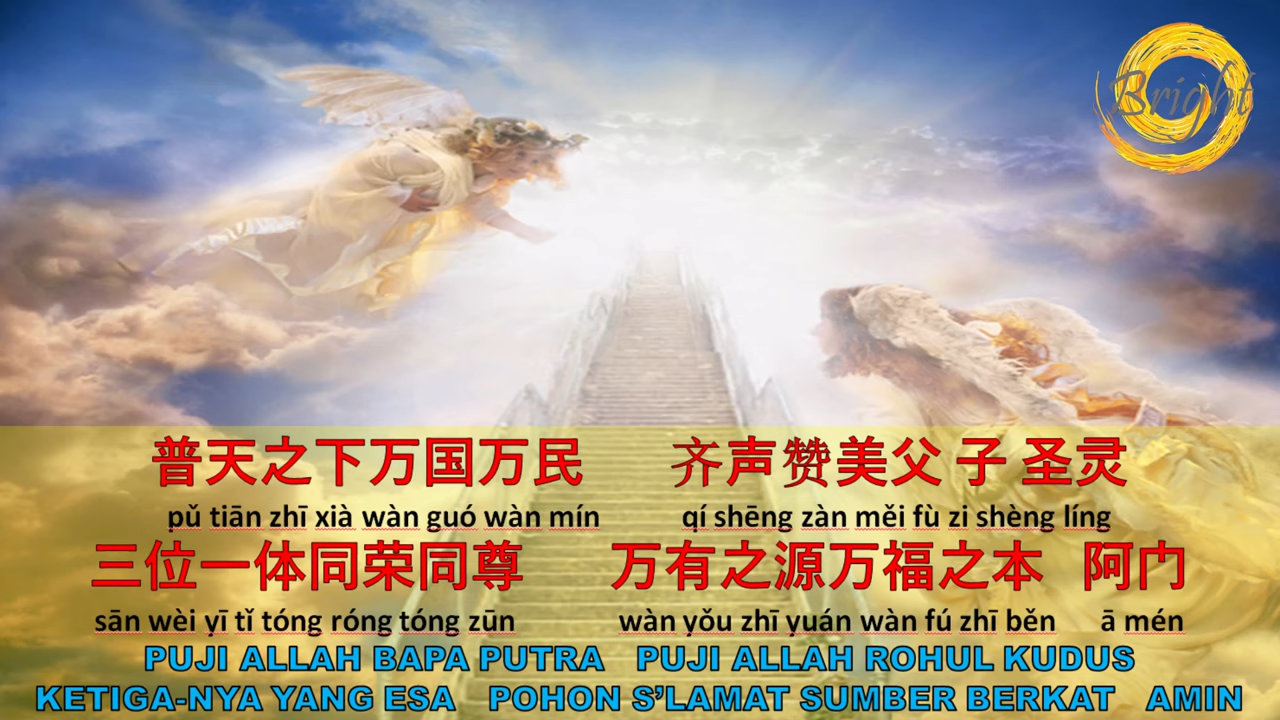 Bright
普天之下万国万民 齐声赞美父 子 圣灵
pǔ tiān zhī xià wàn guó wàn mín qí shēng zàn měi fù zi shèng líng
三位一体同荣同尊 万有之源万福之本 阿门
sān wèi yī tǐ tóng róng tóng zūn wàn yǒu zhī yuán wàn fú zhī běn ā mén
PUJI ALLAH BAPA PUTRA PUJI ALLAH ROHUL KUDUS
KETIGA-NYA YANG ESA POHON S’LAMAT SUMBER BERKAT AMIN